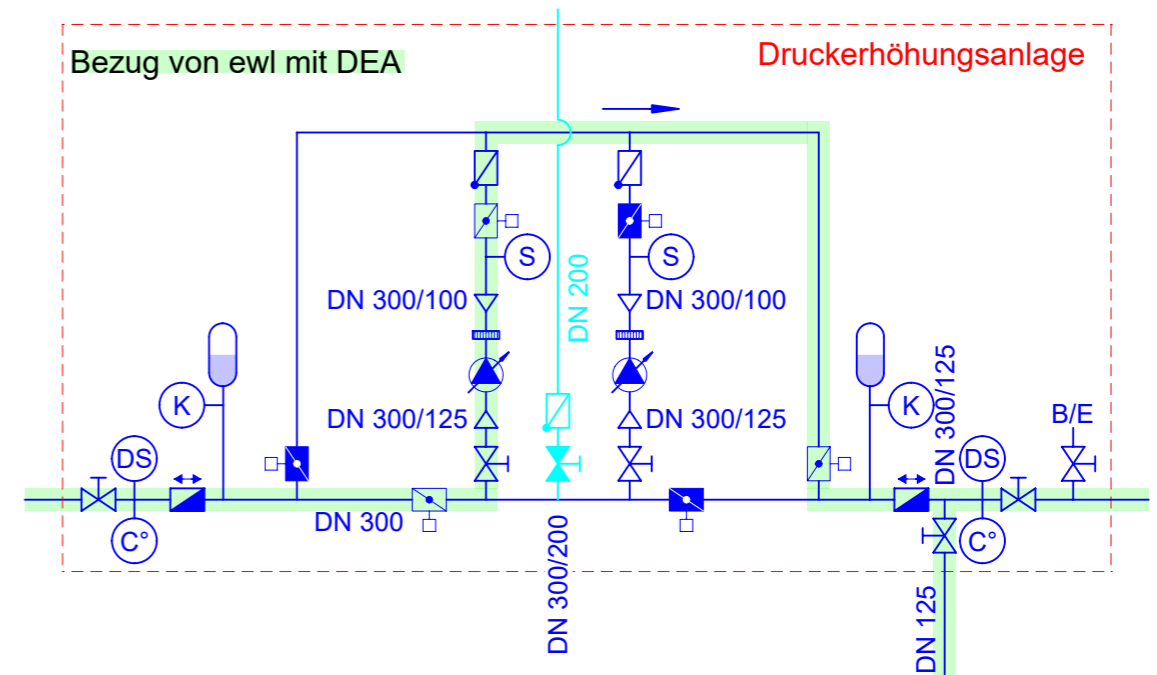 Bezug von ewl mit DEA
Druckerhöhungsanlage
S
S
DN 300/100
DN 200
DN 300/100
K
DN 300/125
DN 300/125
K
DN 300/125
B/E
DS
DS
DN 300
C°
C°
DN 300/200
DN 125